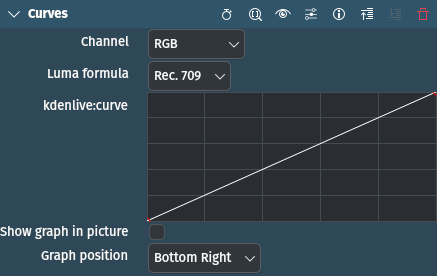 Curves
Channel RGB
Luma formula Rec. 709
kdenlive:curve
Show graph in picture
Graph position Bottom Right